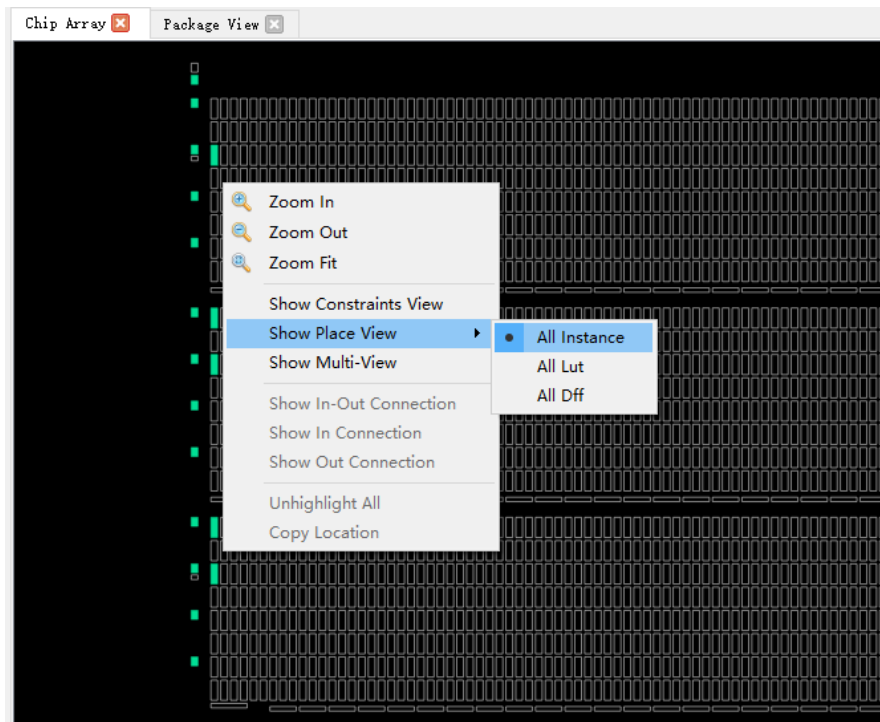 Chip Array
Package View
Zoom In
Zoom Out
Zoom Fit
Show Constraints View
Show Place View
All Instance
Show Multi-View
All Lut
All Dff
Show In-Out Connection
Show In Connection
Show Out Connection
Unhighlight All
Copy Location